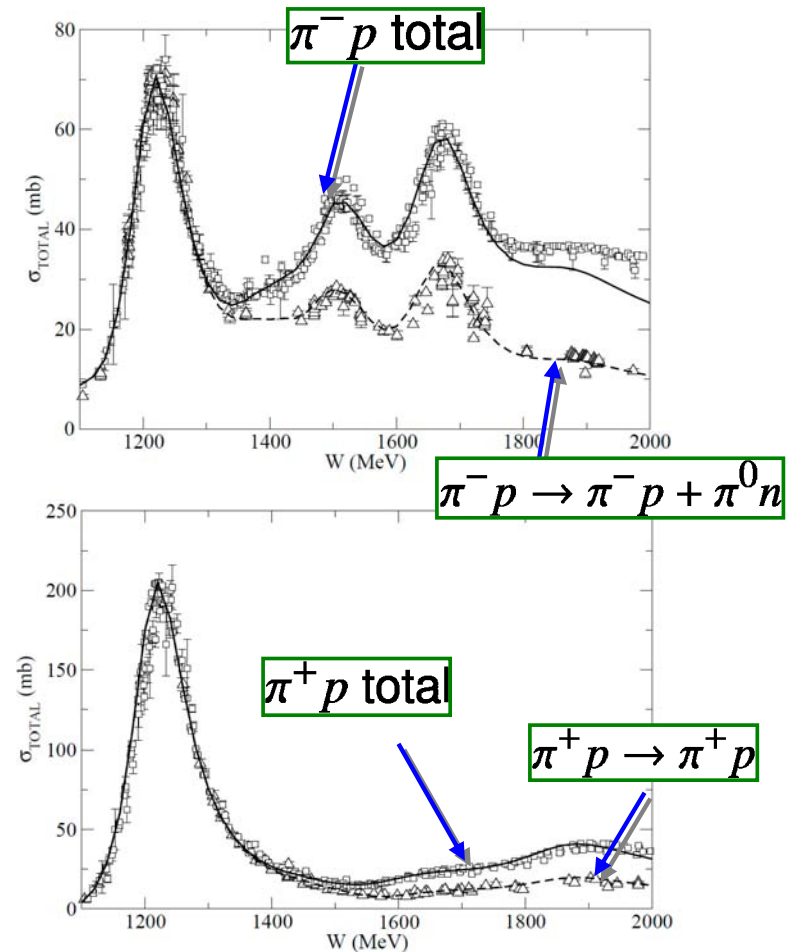 π⁻p total
80
60
40
20
0
σTOTAL (mb)
1200 1400 1600 1800 2000
W (MeV)
π⁻p → π⁻p + π⁰n
250
200
150
100
50
0
σTOTAL (mb)
π⁺p total
π⁺p → π⁺p
1200 1400 1600 1800 2000
W (MeV)